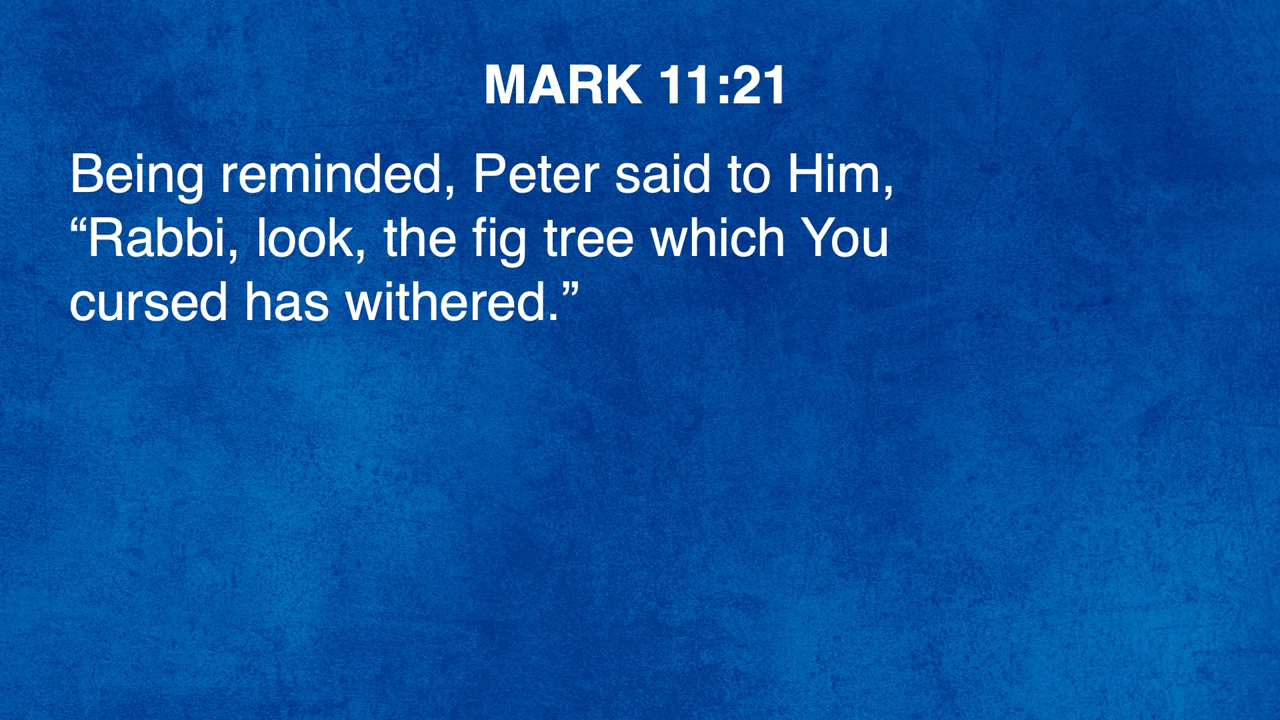 MARK 11:21
Being reminded, Peter said to Him,
“Rabbi, look, the fig tree which You
cursed has withered.”